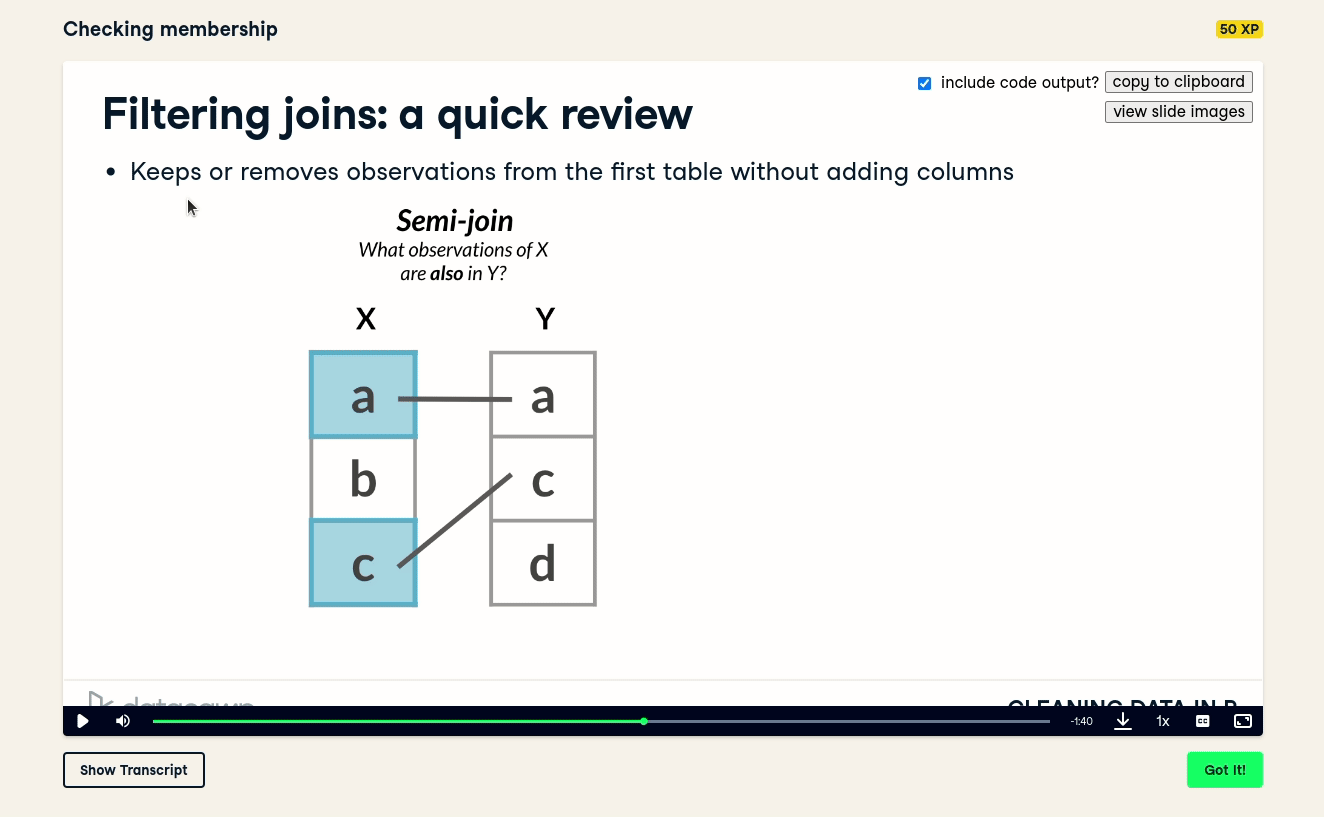 Checking membership
50 XP
include code output? copy to clipboard
view slide images
Filtering joins: a quick review
• Keeps or removes observations from the first table without adding columns
Semi-join
What observations of X
are also in Y?
X Y
a a
b c
c d
datacamp
CLEANING DATA IN R
-1:40
1x
CC
Show Transcript
Got It!